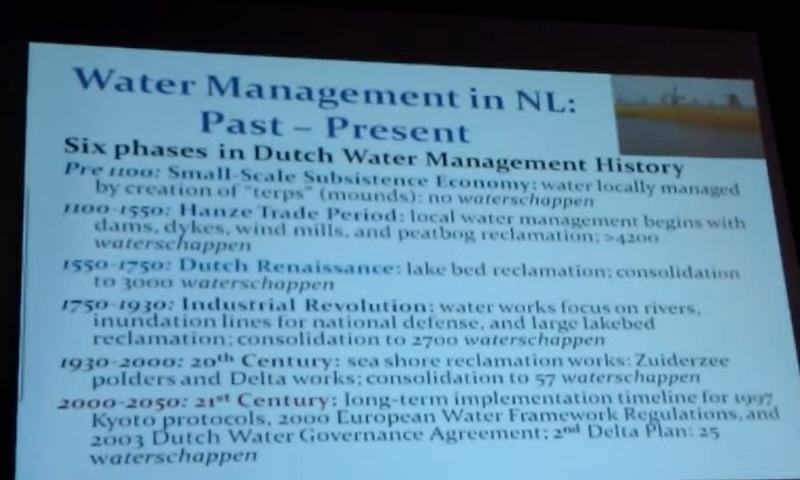 Water Management in NL:
Past – Present
Six phases in Dutch Water Management History
Pre 1100: Small-Scale Subsistence Economy: water locally managed
by creation of "terps" (mounds): no waterschappen
1100-1550: Hanze Trade Period: local water management begins with
dams, dykes, wind mills, and peatbog reclamation; >4200
waterschappen
1550-1750: Dutch Renaissance: lake bed reclamation; consolidation
to 3000 waterschappen
1750-1930: Industrial Revolution: water works focus on rivers,
inundation lines for national defense, and large lakebed
reclamation; consolidation to 2700 waterschappen
1930-2000: 20th Century: sea shore reclamation works: Zuiderzee
polders and Delta works; consolidation to 57 waterschappen
2000-2050: 21st Century: long-term implementation timeline for 1997
Kyoto protocols, 2000 European Water Framework Regulations, and
2003 Dutch Water Governance Agreement; 2nd Delta Plan: 25
waterschappen